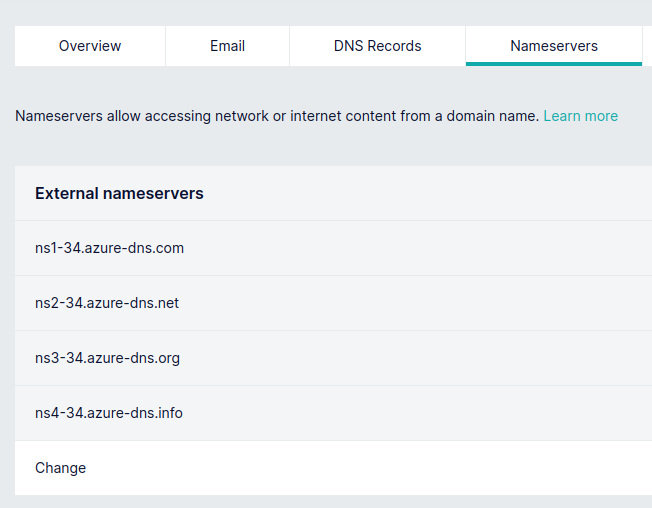 Overview Email DNS Records Nameservers
Nameservers allow accessing network or internet content from a domain name. Learn more
External nameservers
ns1-34.azure-dns.com
ns2-34.azure-dns.net
ns3-34.azure-dns.org
ns4-34.azure-dns.info
Change